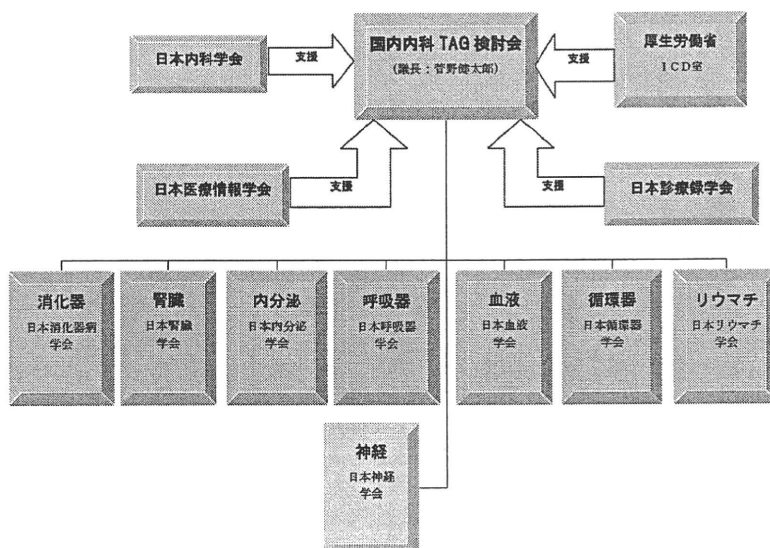 日本内科学会
支援
国内内科 TAG 検討会
(議長：菅野健太郎)
支援
厚生労働省
ICD室
日本医療情報学会
支援
支援
日本診療録学会
消化器
日本消化器病
学会
腎臓
日本腎臓
学会
内分泌
日本内分泌
学会
呼吸器
日本呼吸器
学会
血液
日本血液
学会
循環器
日本循環器
学会
リウマチ
日本リウマチ
学会
神経
日本神経
学会